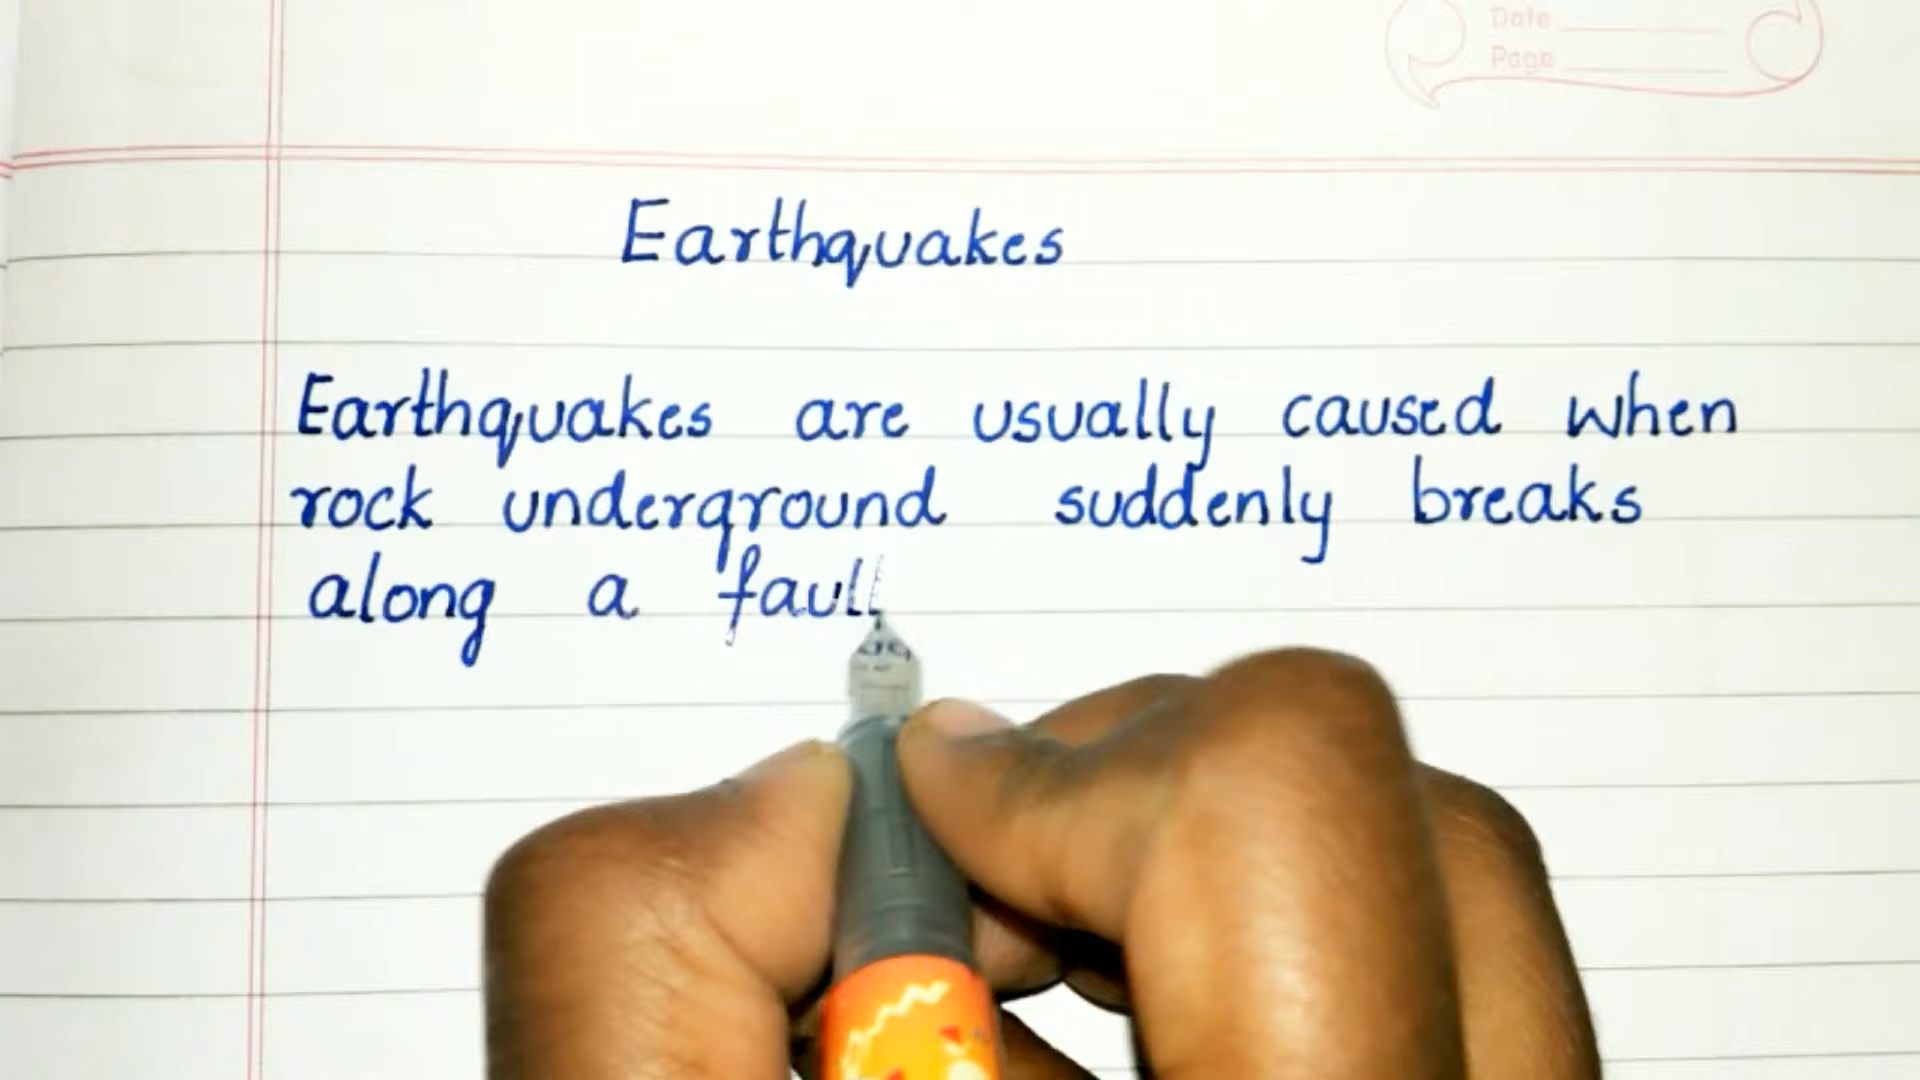 Date
Page
Earthquakes
Earthquakes are usually caused when
rock underground suddenly breaks
along a faul